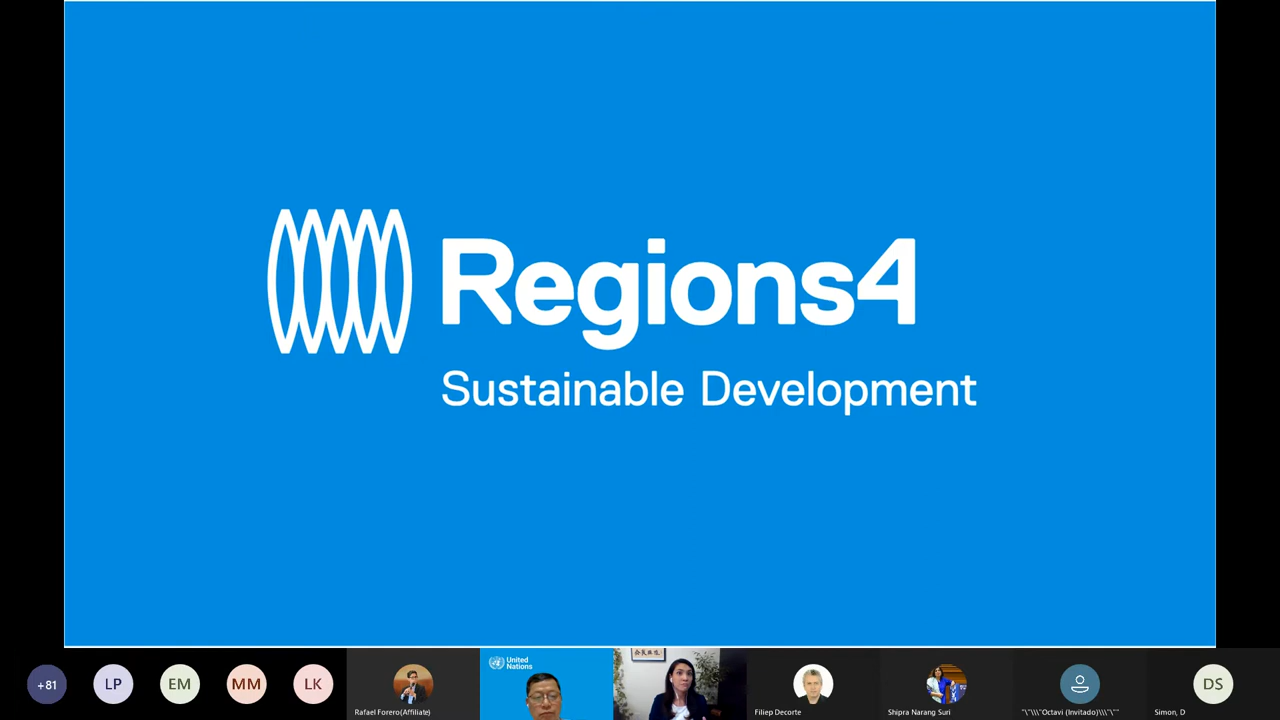 Regions4
Sustainable Development
+81
LP
EM
MM
LK
Rafael Forero(Affiliate)
United
Nations
Filiep Decorte
Shipra Narang Suri
"\"\\\"Octavi (Invitado)\\\"\""
DS
Simon, D